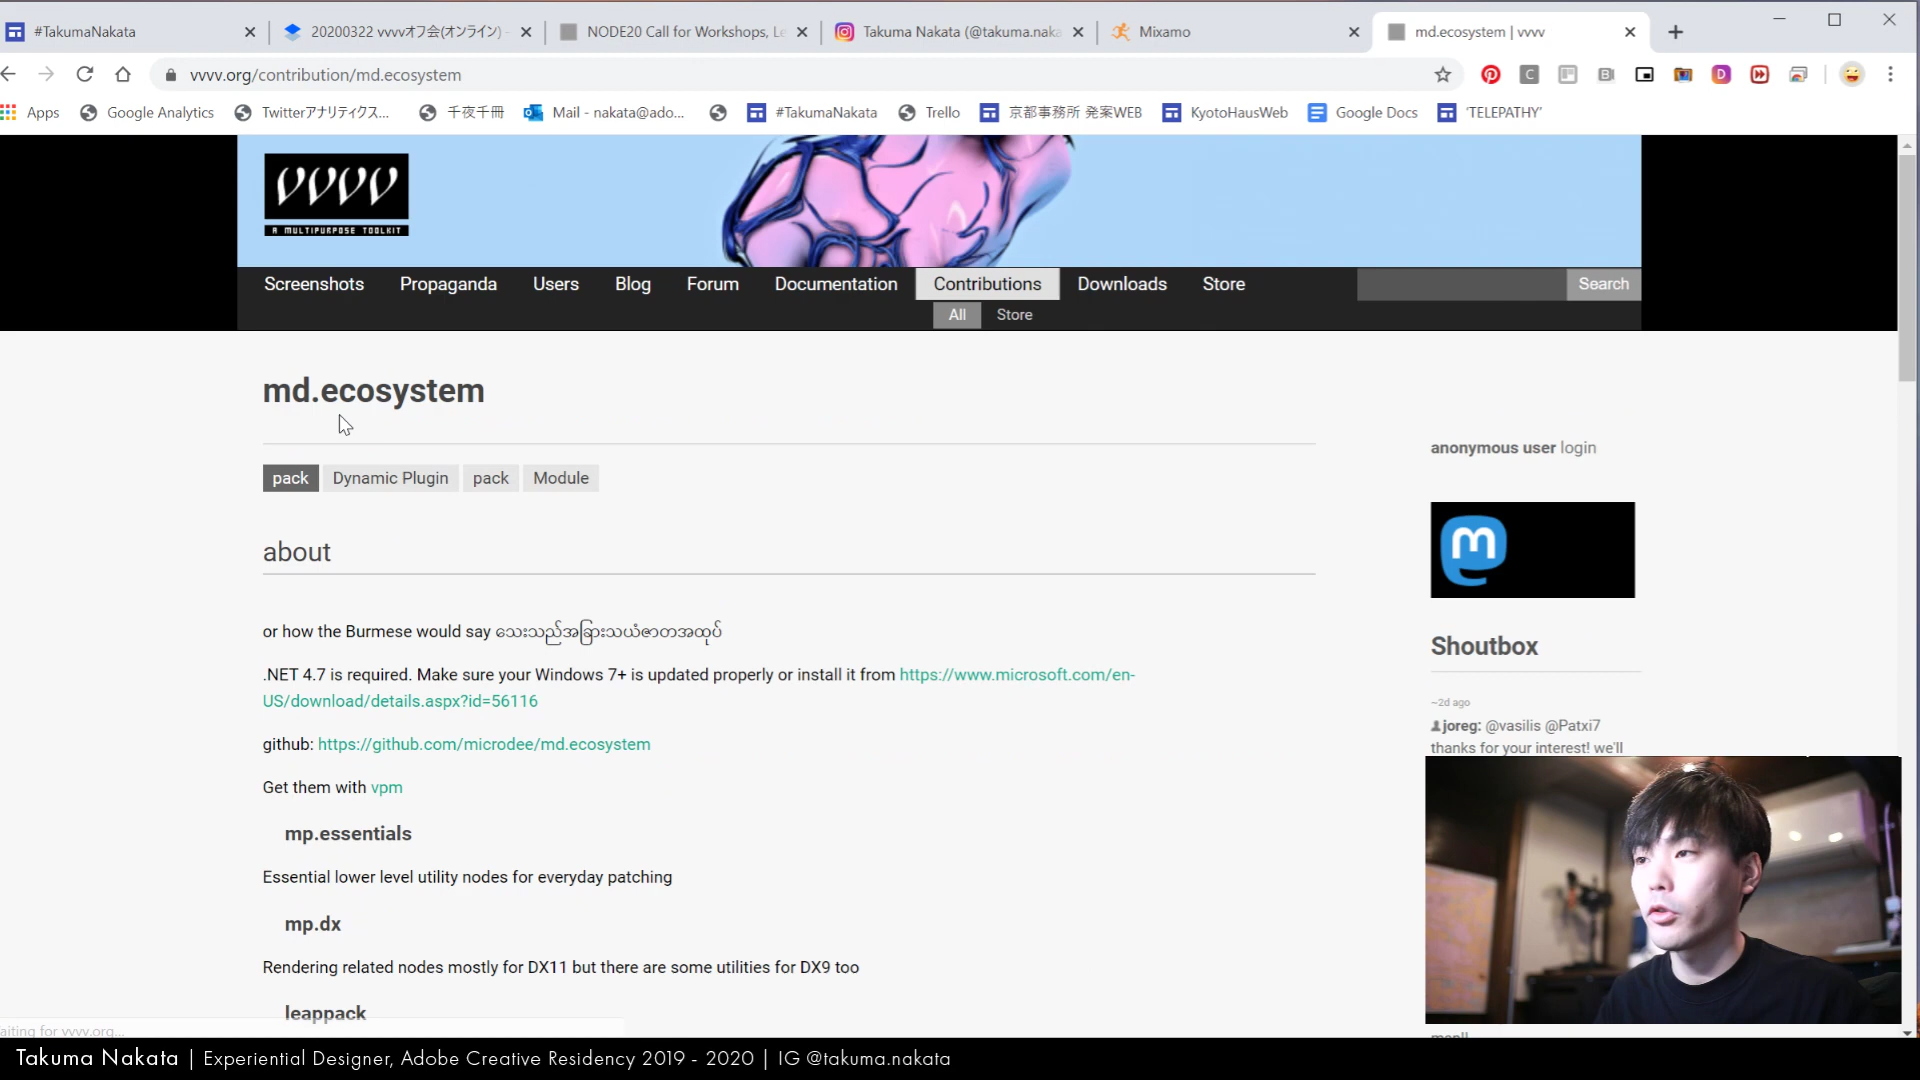 #TakumaNakata
20200322 vvvvオフ会(オンライン) -
NODE20 Call for Workshops, Le
Takuma Nakata (@takuma.naka
Mixamo
md.ecosystem | vvvv
vvvv.org/contribution/md.ecosystem
Apps
Google Analytics
Twitterアナリティクス...
千夜千冊
Mail - nakata@ado...
#TakumaNakata
Trello
京都事務所 発案WEB
KyotoHausWeb
Google Docs
'TELEPATHY'
vvvv
A MULTIPURPOSE TOOLKIT
Screenshots
Propaganda
Users
Blog
Forum
Documentation
Contributions
Downloads
Store
Search
All
Store
md.ecosystem
anonymous user login
pack
Dynamic Plugin
pack
Module
about
or how the Burmese would say သေးသည်အခြားသယံဇာတအထုပ်
.NET 4.7 is required. Make sure your Windows 7+ is updated properly or install it from https://www.microsoft.com/en-
US/download/details.aspx?id=56116
github: https://github.com/microdee/md.ecosystem
Get them with vpm
mp.essentials
Essential lower level utility nodes for everyday patching
mp.dx
Rendering related nodes mostly for DX11 but there are some utilities for DX9 too
leappack
Shoutbox
~2d ago
joreg: @vasilis @Patxi7
thanks for your interest! we'll
aiting for vvvv.org...
Takuma Nakata | Experiential Designer, Adobe Creative Residency 2019 - 2020 | IG @takuma.nakata